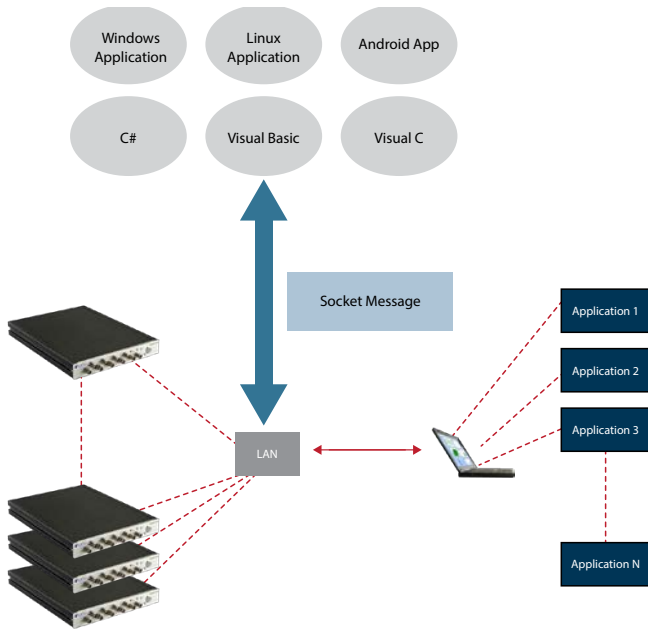 Windows
Application
Linux
Application
Android App
C#
Visual Basic
Visual C
Socket Message
Application 1
Application 2
Application 3
LAN
Application N